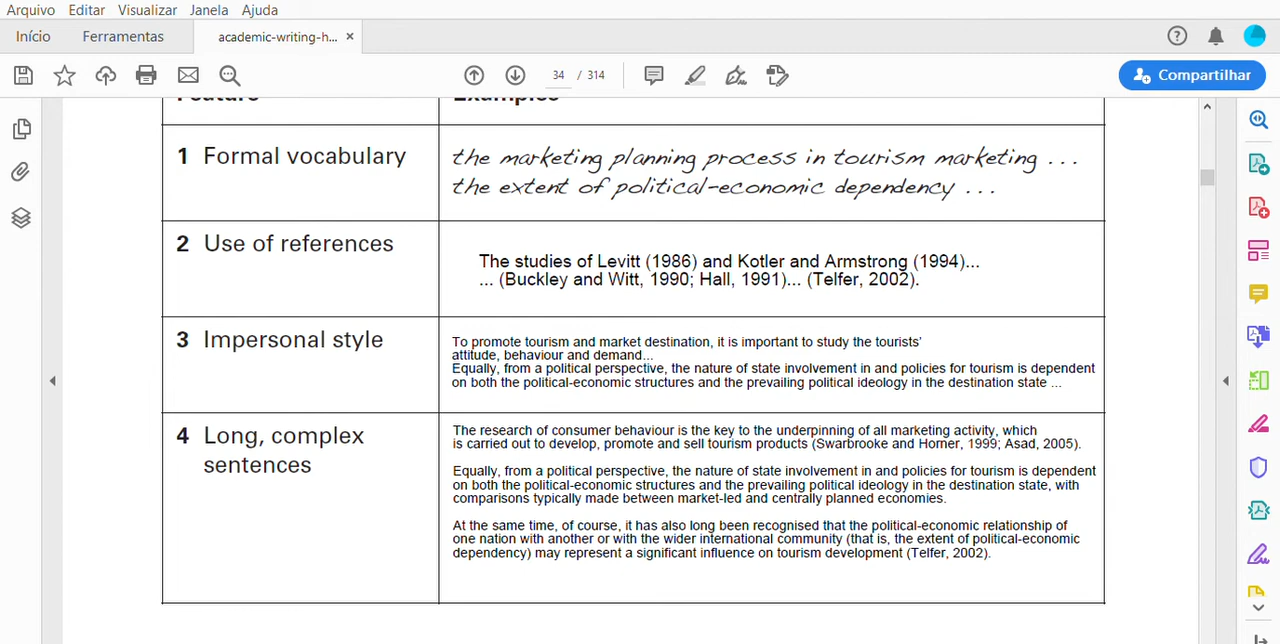 Arquivo Editar Visualizar Janela Ajuda
Início Ferramentas academic-writing-h... ×
34 / 314
Compartilhar
Feature Examples
1 Formal vocabulary
the marketing planning process in tourism marketing ...
the extent of political-economic dependency ...
2 Use of references
The studies of Levitt (1986) and Kotler and Armstrong (1994)...
... (Buckley and Witt, 1990; Hall, 1991)... (Telfer, 2002).
3 Impersonal style
To promote tourism and market destination, it is important to study the tourists'
attitude, behaviour and demand...
Equally, from a political perspective, the nature of state involvement in and policies for tourism is dependent
on both the political-economic structures and the prevailing political ideology in the destination state ...
4 Long, complex
sentences
The research of consumer behaviour is the key to the underpinning of all marketing activity, which
is carried out to develop, promote and sell tourism products (Swarbrooke and Horner, 1999; Asad, 2005).
Equally, from a political perspective, the nature of state involvement in and policies for tourism is dependent
on both the political-economic structures and the prevailing political ideology in the destination state, with
comparisons typically made between market-led and centrally planned economies.
At the same time, of course, it has also long been recognised that the political-economic relationship of
one nation with another or with the wider international community (that is, the extent of political-economic
dependency) may represent a significant influence on tourism development (Telfer, 2002).